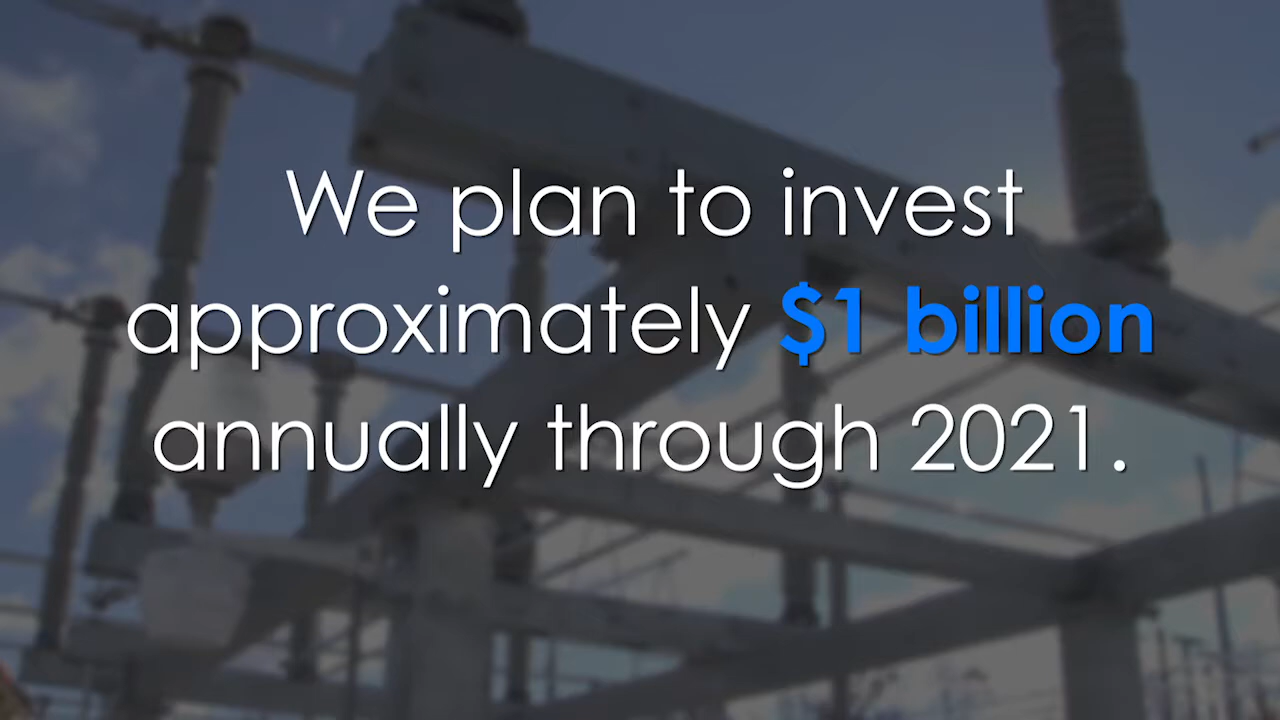 We plan to invest
approximately $1 billion
annually through 2021.